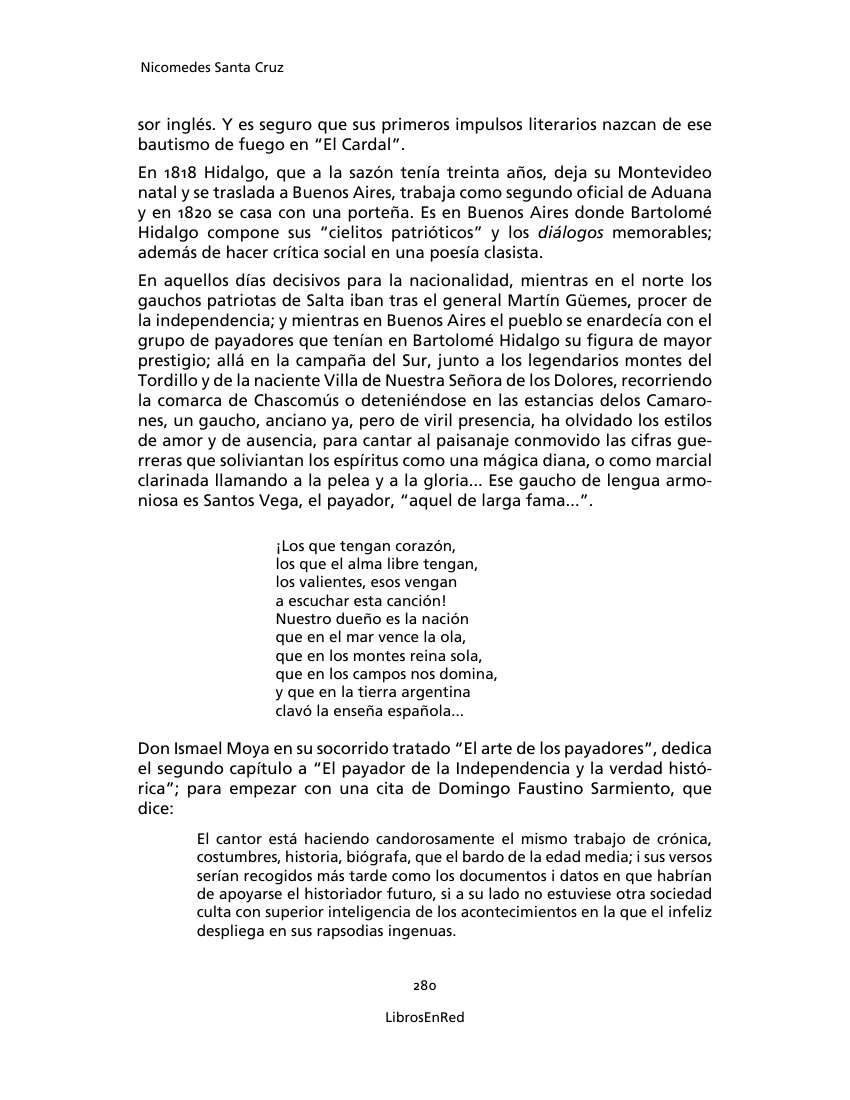 Nicomedes Santa Cruz
sor inglés. Y es seguro que sus primeros impulsos literarios nazcan de ese
bautismo de fuego en “El Cardal”.
En 1818 Hidalgo, que a la sazón tenía treinta años, deja su Montevideo
natal y se traslada a Buenos Aires, trabaja como segundo oficial de Aduana
y en 1820 se casa con una porteña. Es en Buenos Aires donde Bartolomé
Hidalgo compone sus “cielitos patrióticos” y los diálogos memorables;
además de hacer crítica social en una poesía clasista.
En aquellos días decisivos para la nacionalidad, mientras en el norte los
gauchos patriotas de Salta iban tras el general Martín Güemes, procer de
la independencia; y mientras en Buenos Aires el pueblo se enardecía con el
grupo de payadores que tenían en Bartolomé Hidalgo su figura de mayor
prestigio; allá en la campaña del Sur, junto a los legendarios montes del
Tordillo y de la naciente Villa de Nuestra Señora de los Dolores, recorriendo
la comarca de Chascomús o deteniéndose en las estancias delos Camaro-
nes, un gaucho, anciano ya, pero de viril presencia, ha olvidado los estilos
de amor y de ausencia, para cantar al paisanaje conmovido las cifras gue-
rreras que soliviantan los espíritus como una mágica diana, o como marcial
clarinada llamando a la pelea y a la gloria... Ese gaucho de lengua armo-
niosa es Santos Vega, el payador, “aquel de larga fama...”.
¡Los que tengan corazón,
los que el alma libre tengan,
los valientes, esos vengan
a escuchar esta canción!
Nuestro dueño es la nación
que en el mar vence la ola,
que en los montes reina sola,
que en los campos nos domina,
y que en la tierra argentina
clavó la enseña española...
Don Ismael Moya en su socorrido tratado “El arte de los payadores”, dedica
el segundo capítulo a “El payador de la Independencia y la verdad histó-
rica”; para empezar con una cita de Domingo Faustino Sarmiento, que
dice:
El cantor está haciendo candorosamente el mismo trabajo de crónica,
costumbres, historia, biógrafa, que el bardo de la edad media; i sus versos
serían recogidos más tarde como los documentos i datos en que habrían
de apoyarse el historiador futuro, si a su lado no estuviese otra sociedad
culta con superior inteligencia de los acontecimientos en la que el infeliz
despliega en sus rapsodias ingenuas.
280
LibrosEnRed